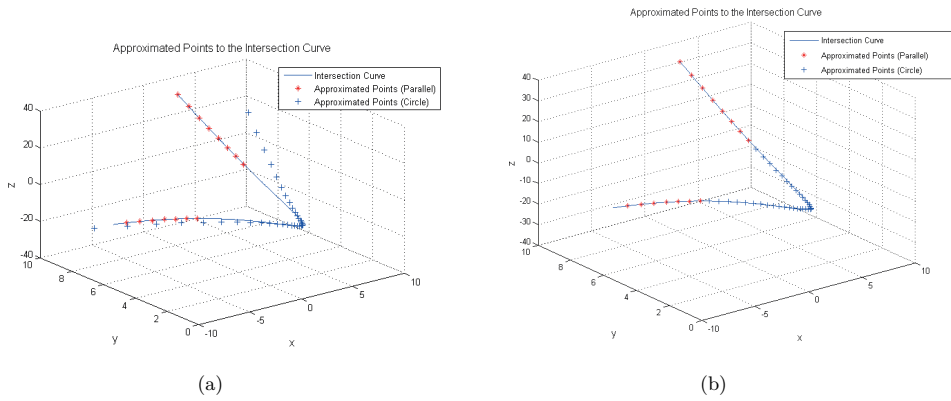 Approximated Points to the Intersection Curve
Intersection Curve
Approximated Points (Parallel)
Approximated Points (Circle)
40
20
0
-20
-40
z
10
8
6
4
2
0
y
-10
-5
0
5
10
x
(a)
Approximated Points to the Intersection Curve
Intersection Curve
Approximated Points (Parallel)
Approximated Points (Circle)
40
30
20
10
0
-10
-20
-30
-40
z
10
8
6
4
2
0
y
-10
-5
0
5
10
x
(b)